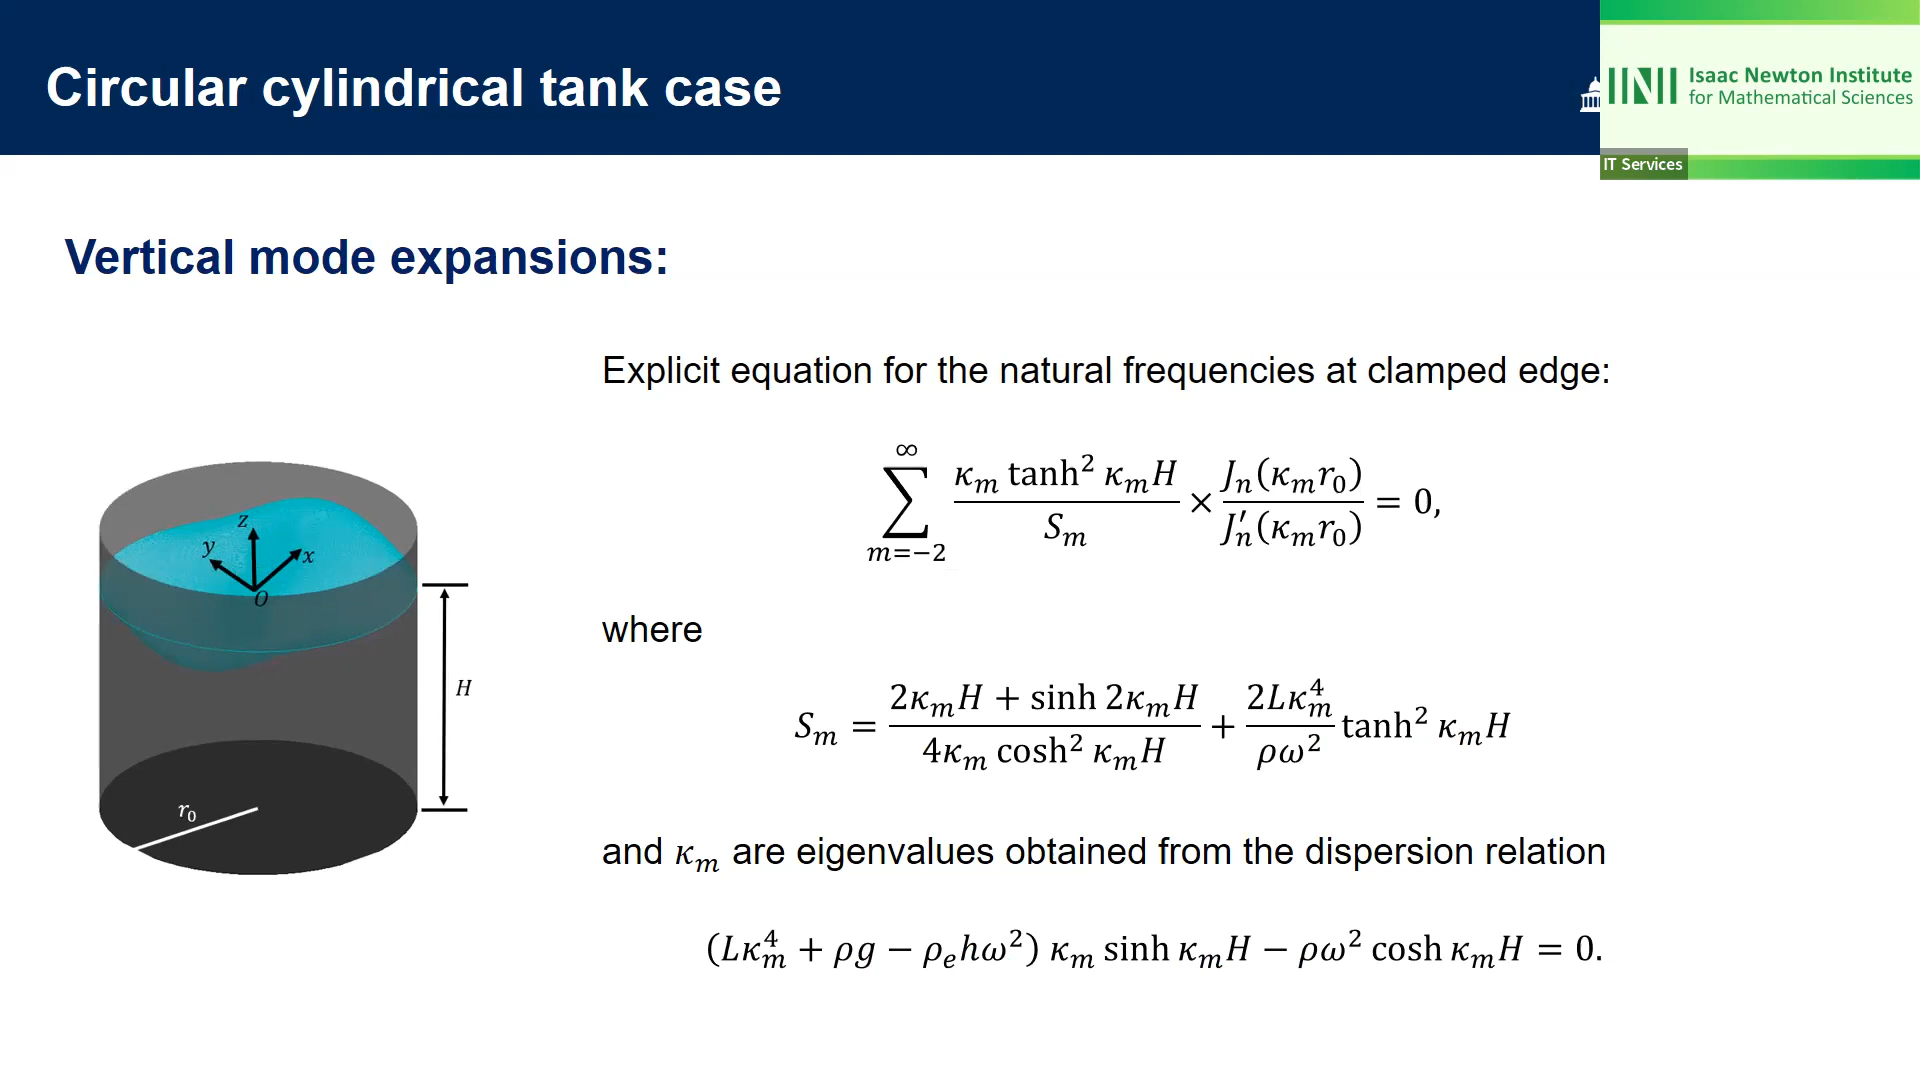 Circular cylindrical tank case
Isaac Newton Institute
for Mathematical Sciences
IT Services
Vertical mode expansions:
Explicit equation for the natural frequencies at clamped edge:
∑_{m=−2}^{∞} (κ_m tanh² κ_m H)/(S_m) × (J_n(κ_m r_0))/(J′_n(κ_m r_0)) = 0,
where
S_m = (2κ_m H + sinh 2κ_m H)/(4κ_m cosh² κ_m H) + (2Lκ_m^4)/(ρω²) tanh² κ_m H
and κ_m are eigenvalues obtained from the dispersion relation
(Lκ_m^4 + ρg − ρ_e hω²) κ_m sinh κ_m H − ρω² cosh κ_m H = 0.
z
y
x
O
H
r_0